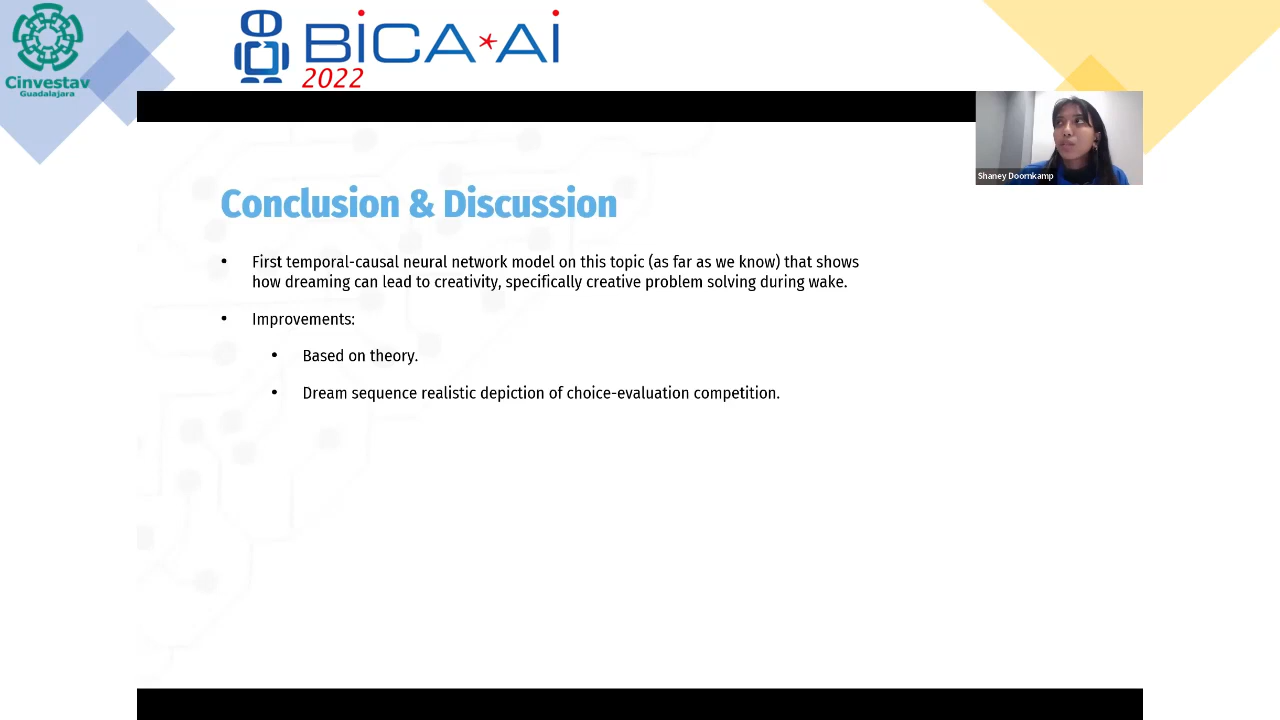 Cinvestav
Guadalajara
BiCA*Ai
2022
Shaney Doornkamp
Conclusion & Discussion
• First temporal-causal neural network model on this topic (as far as we know) that shows
how dreaming can lead to creativity, specifically creative problem solving during wake.
• Improvements:
• Based on theory.
• Dream sequence realistic depiction of choice-evaluation competition.